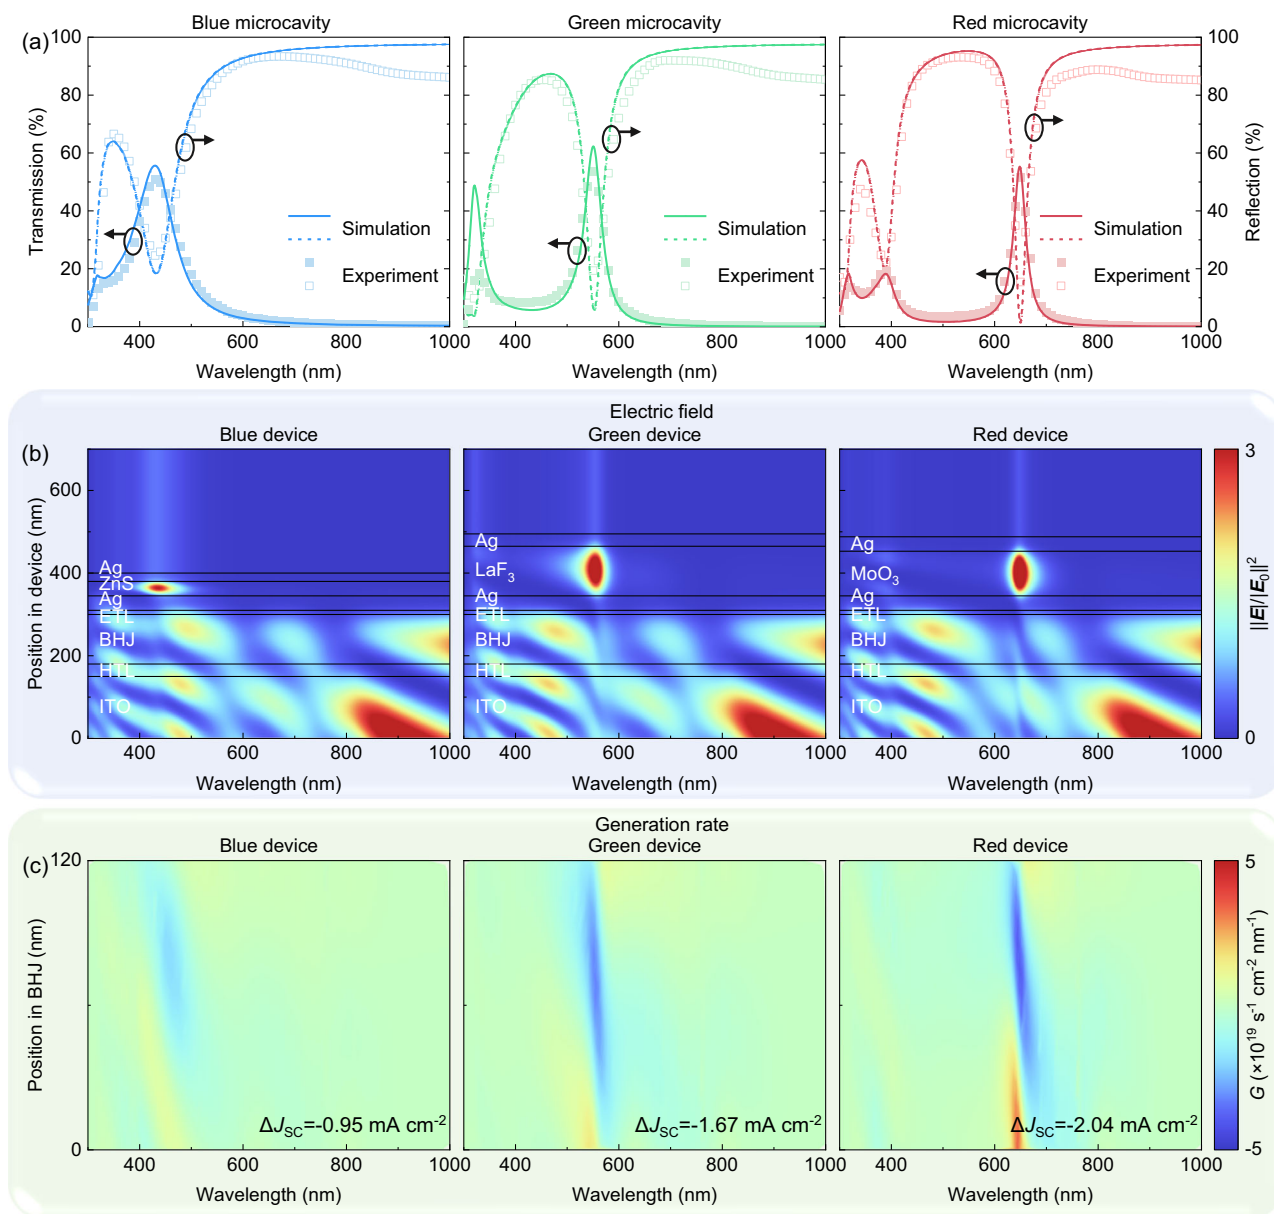 Blue microcavity
Green microcavity
Red microcavity
(a)
100
80
60
40
20
0
Transmission (%)
Simulation
Experiment
Simulation
Experiment
Simulation
Experiment
100
80
60
40
20
0
Reflection (%)
400 600 800 1000
400 600 800 1000
400 600 800 1000
Wavelength (nm)
Wavelength (nm)
Wavelength (nm)
Electric field
Blue device
Green device
Red device
(b)
600
400
200
0
Position in device (nm)
Ag
ZnS
Ag
ETL
BHJ
HTL
ITO
Ag
LaF₃
Ag
ETL
BHJ
HTL
ITO
Ag
MoO₃
Ag
ETL
BHJ
HTL
ITO
3
0
||E||/||E₀||²
400 600 800 1000
400 600 800 1000
400 600 800 1000
Wavelength (nm)
Wavelength (nm)
Wavelength (nm)
Generation rate
Blue device
Green device
Red device
(c)
120
0
Position in BHJ (nm)
ΔJSC=-0.95 mA cm⁻²
ΔJSC=-1.67 mA cm⁻²
ΔJSC=-2.04 mA cm⁻²
5
-5
G (×10¹⁹ s⁻¹ cm⁻² nm⁻¹)
400 600 800 1000
400 600 800 1000
400 600 800 1000
Wavelength (nm)
Wavelength (nm)
Wavelength (nm)